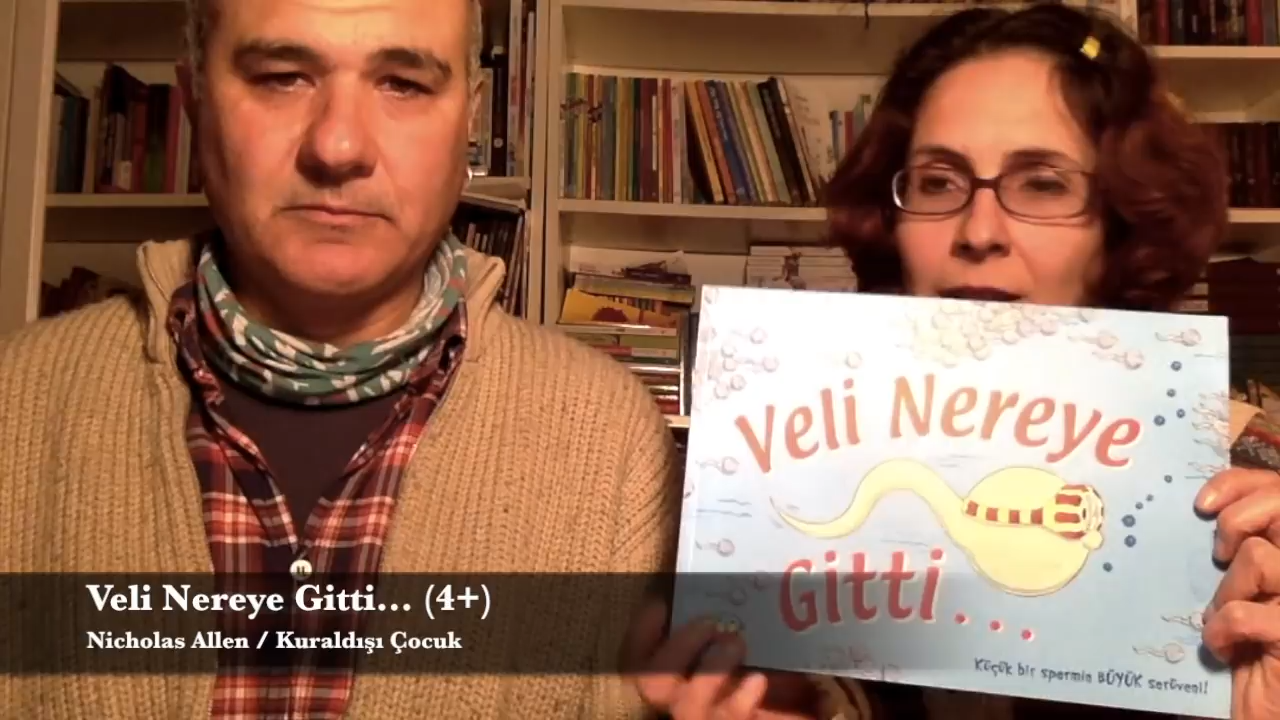 Veli Nereye
Gitti...
Küçük bir spermin BÜYÜK serüveni!
Veli Nereye Gitti... (4+)
Nicholas Allen / Kuraldışı Çocuk